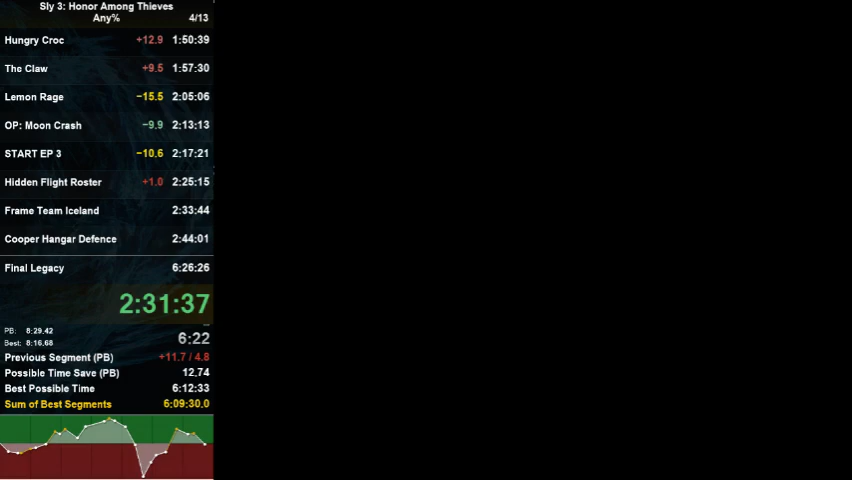 Sly 3: Honor Among Thieves
Any% 4/13
Hungry Croc +12.9 1:50:39
The Claw +9.5 1:57:30
Lemon Rage −15.5 2:05:06
OP: Moon Crash −9.9 2:13:13
START EP 3 −10.6 2:17:21
Hidden Flight Roster +1.0 2:25:15
Frame Team Iceland 2:33:44
Cooper Hangar Defence 2:44:01
Final Legacy 6:26:26
2:31:37
PB: 8:29.42
Best: 8:16.68
6:22
Previous Segment (PB) +11.7 / 4.8
Possible Time Save (PB) 12.74
Best Possible Time 6:12:33
Sum of Best Segments 6:09:30.0